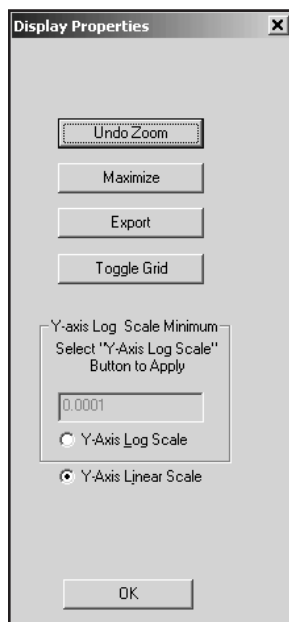 Display Properties
Undo Zoom
Maximize
Export
Toggle Grid
Y-axis Log Scale Minimum
Select "Y-Axis Log Scale"
Button to Apply
0.0001
Y-Axis Log Scale
Y-Axis Linear Scale
OK